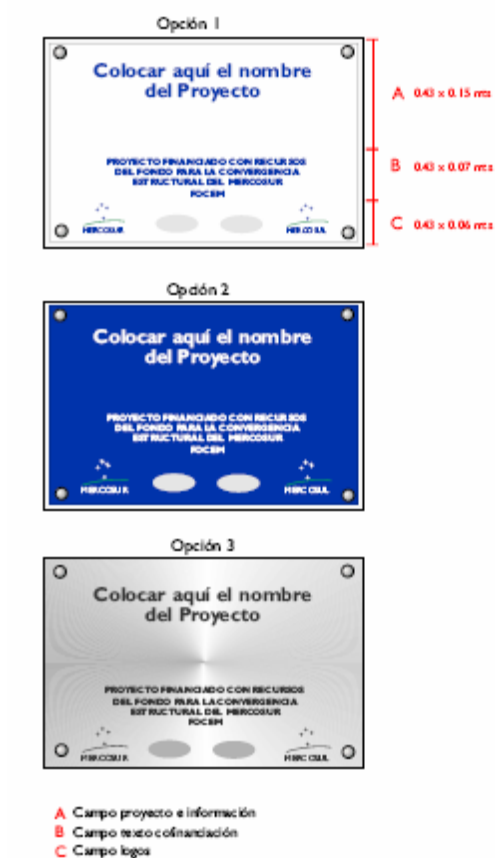 Opción 1
Colocar aquí el nombre
del Proyecto
A 0.43 x 0.15 mts
PROYECTO FINANCIADO CON RECURSOS
DEL FONDO PARA LA CONVERGENCIA
ESTRUCTURAL DEL MERCOSUR
FOCEM
B 0.43 x 0.07 mts
MERCOSUR
MERCOSUL
C 0.43 x 0.06 mts
Opción 2
Colocar aquí el nombre
del Proyecto
PROYECTO FINANCIADO CON RECURSOS
DEL FONDO PARA LA CONVERGENCIA
ESTRUCTURAL DEL MERCOSUR
FOCEM
MERCOSUR
MERCOSUL
Opción 3
Colocar aquí el nombre
del Proyecto
PROYECTO FINANCIADO CON RECURSOS
DEL FONDO PARA LA CONVERGENCIA
ESTRUCTURAL DEL MERCOSUR
FOCEM
MERCOSUR
MERCOSUL
A Campo proyecto e información
B Campo texto cofinanciación
C Campo logos